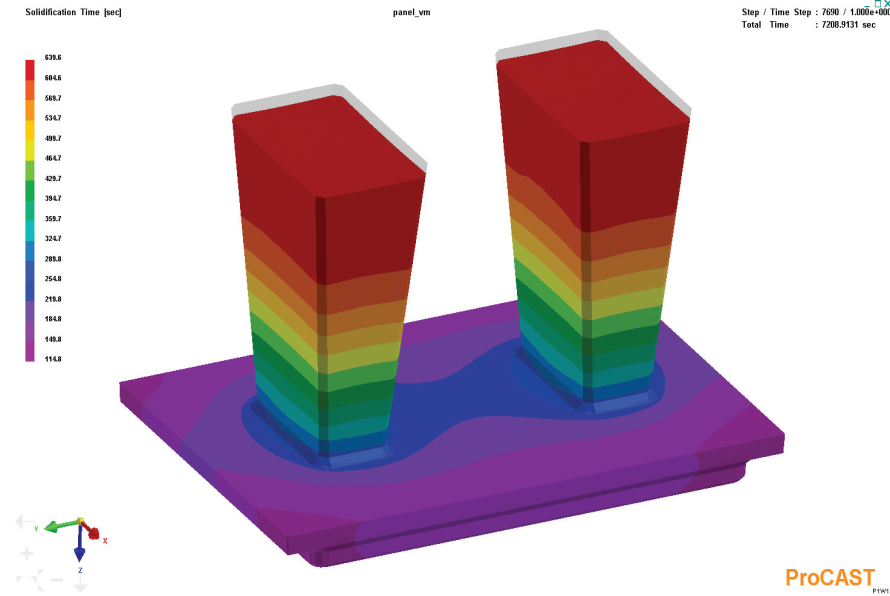 Solidification Time [sec]
panel_vm
Step / Time Step : 7690 / 1.000e+000
Total Time : 7208.9131 sec
639.6
604.6
569.7
534.7
499.7
464.7
429.7
394.7
359.7
324.7
289.8
254.8
219.8
184.8
149.8
114.8
Y
X
Z
ProCAST
P1W1